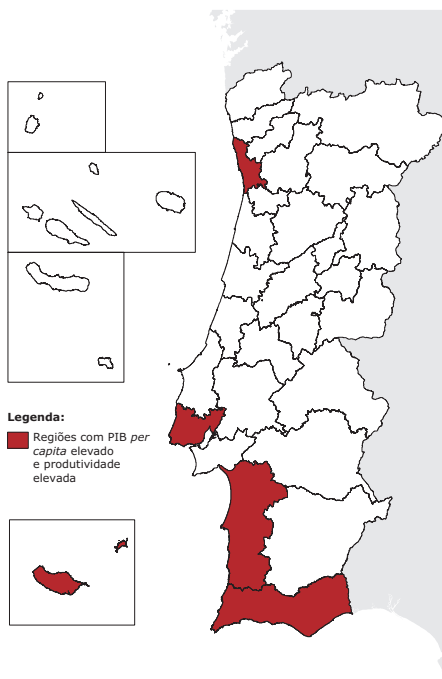 Legenda:
Regiões com PIB per
capita elevado
e produtividade
elevada